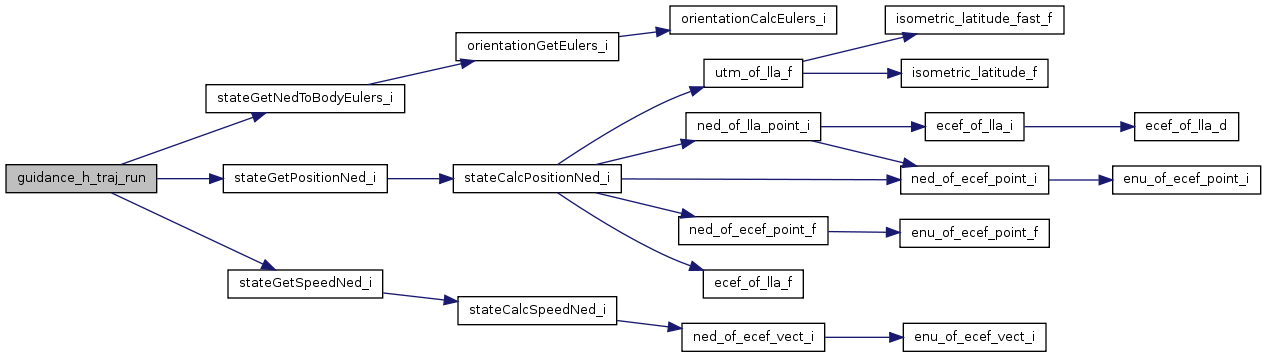 guidance_h_traj_run
stateGetNedToBodyEulers_i
orientationGetEulers_i
orientationCalcEulers_i
stateGetPositionNed_i
stateCalcPositionNed_i
utm_of_lla_f
isometric_latitude_fast_f
isometric_latitude_f
ned_of_lla_point_i
ecef_of_lla_i
ecef_of_lla_d
ned_of_ecef_point_i
enu_of_ecef_point_i
ned_of_ecef_point_f
enu_of_ecef_point_f
ecef_of_lla_f
stateGetSpeedNed_i
stateCalcSpeedNed_i
ned_of_ecef_vect_i
enu_of_ecef_vect_i